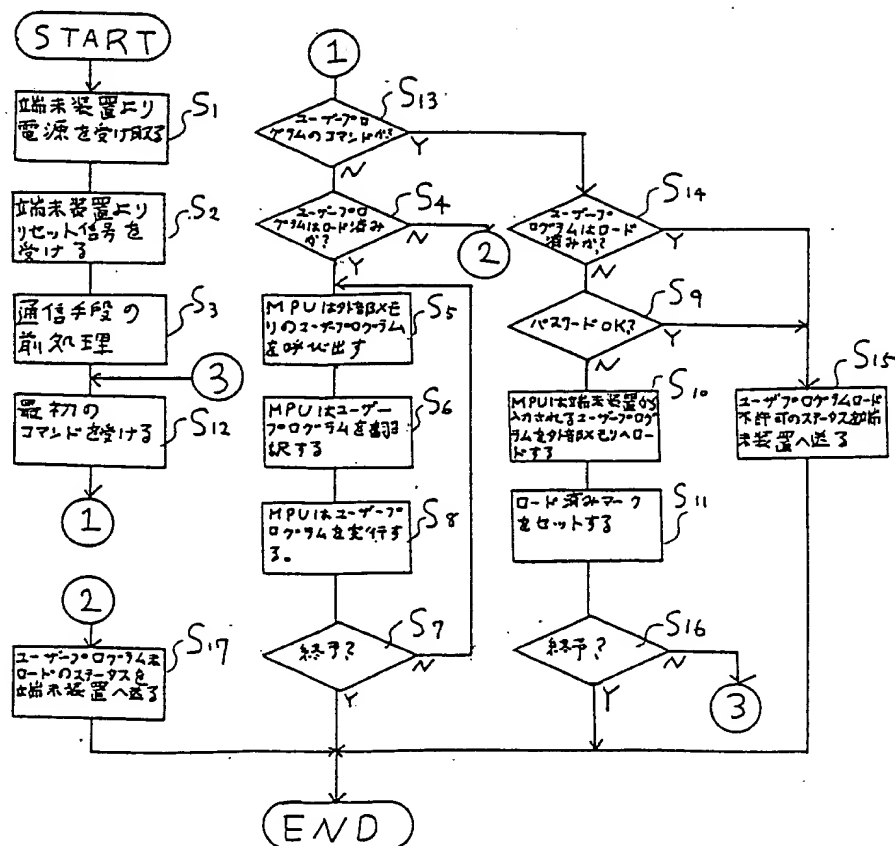 START
端末装置より
電源を受け取る
S1
端末装置より
リセット信号を
受ける
S2
通信手段の
前処理
S3
3
最初の
コマンドを受ける
S12
1
2
ユーザープログラム未
ロードのステータスを
端末装置へ送る
S17
1
ユーザープロ
グラムのコマンドか?
S13
Y
N
ユーザープロ
グラムはロード済み
か?
S4
N
2
Y
MPUは外部メモ
リのユーザープログラム
を呼び出す
S5
MPUはユーザー
プログラムを翻
訳する
S6
MPUはユーザープ
ログラムを実行す
る。
S8
終了?
S7
N
Y
END
ユーザープ
ログラムはロード
済みか?
S14
Y
N
パスワードOK?
S9
Y
N
MPUは端末装置から
入力されるユーザープログ
ラムを外部メモリへロー
ドする
S10
ロード済みマーク
をセットする
S11
終了?
S16
N
Y
3
ユーザプログラムロード
不許可のステータスを端
末装置へ送る
S15